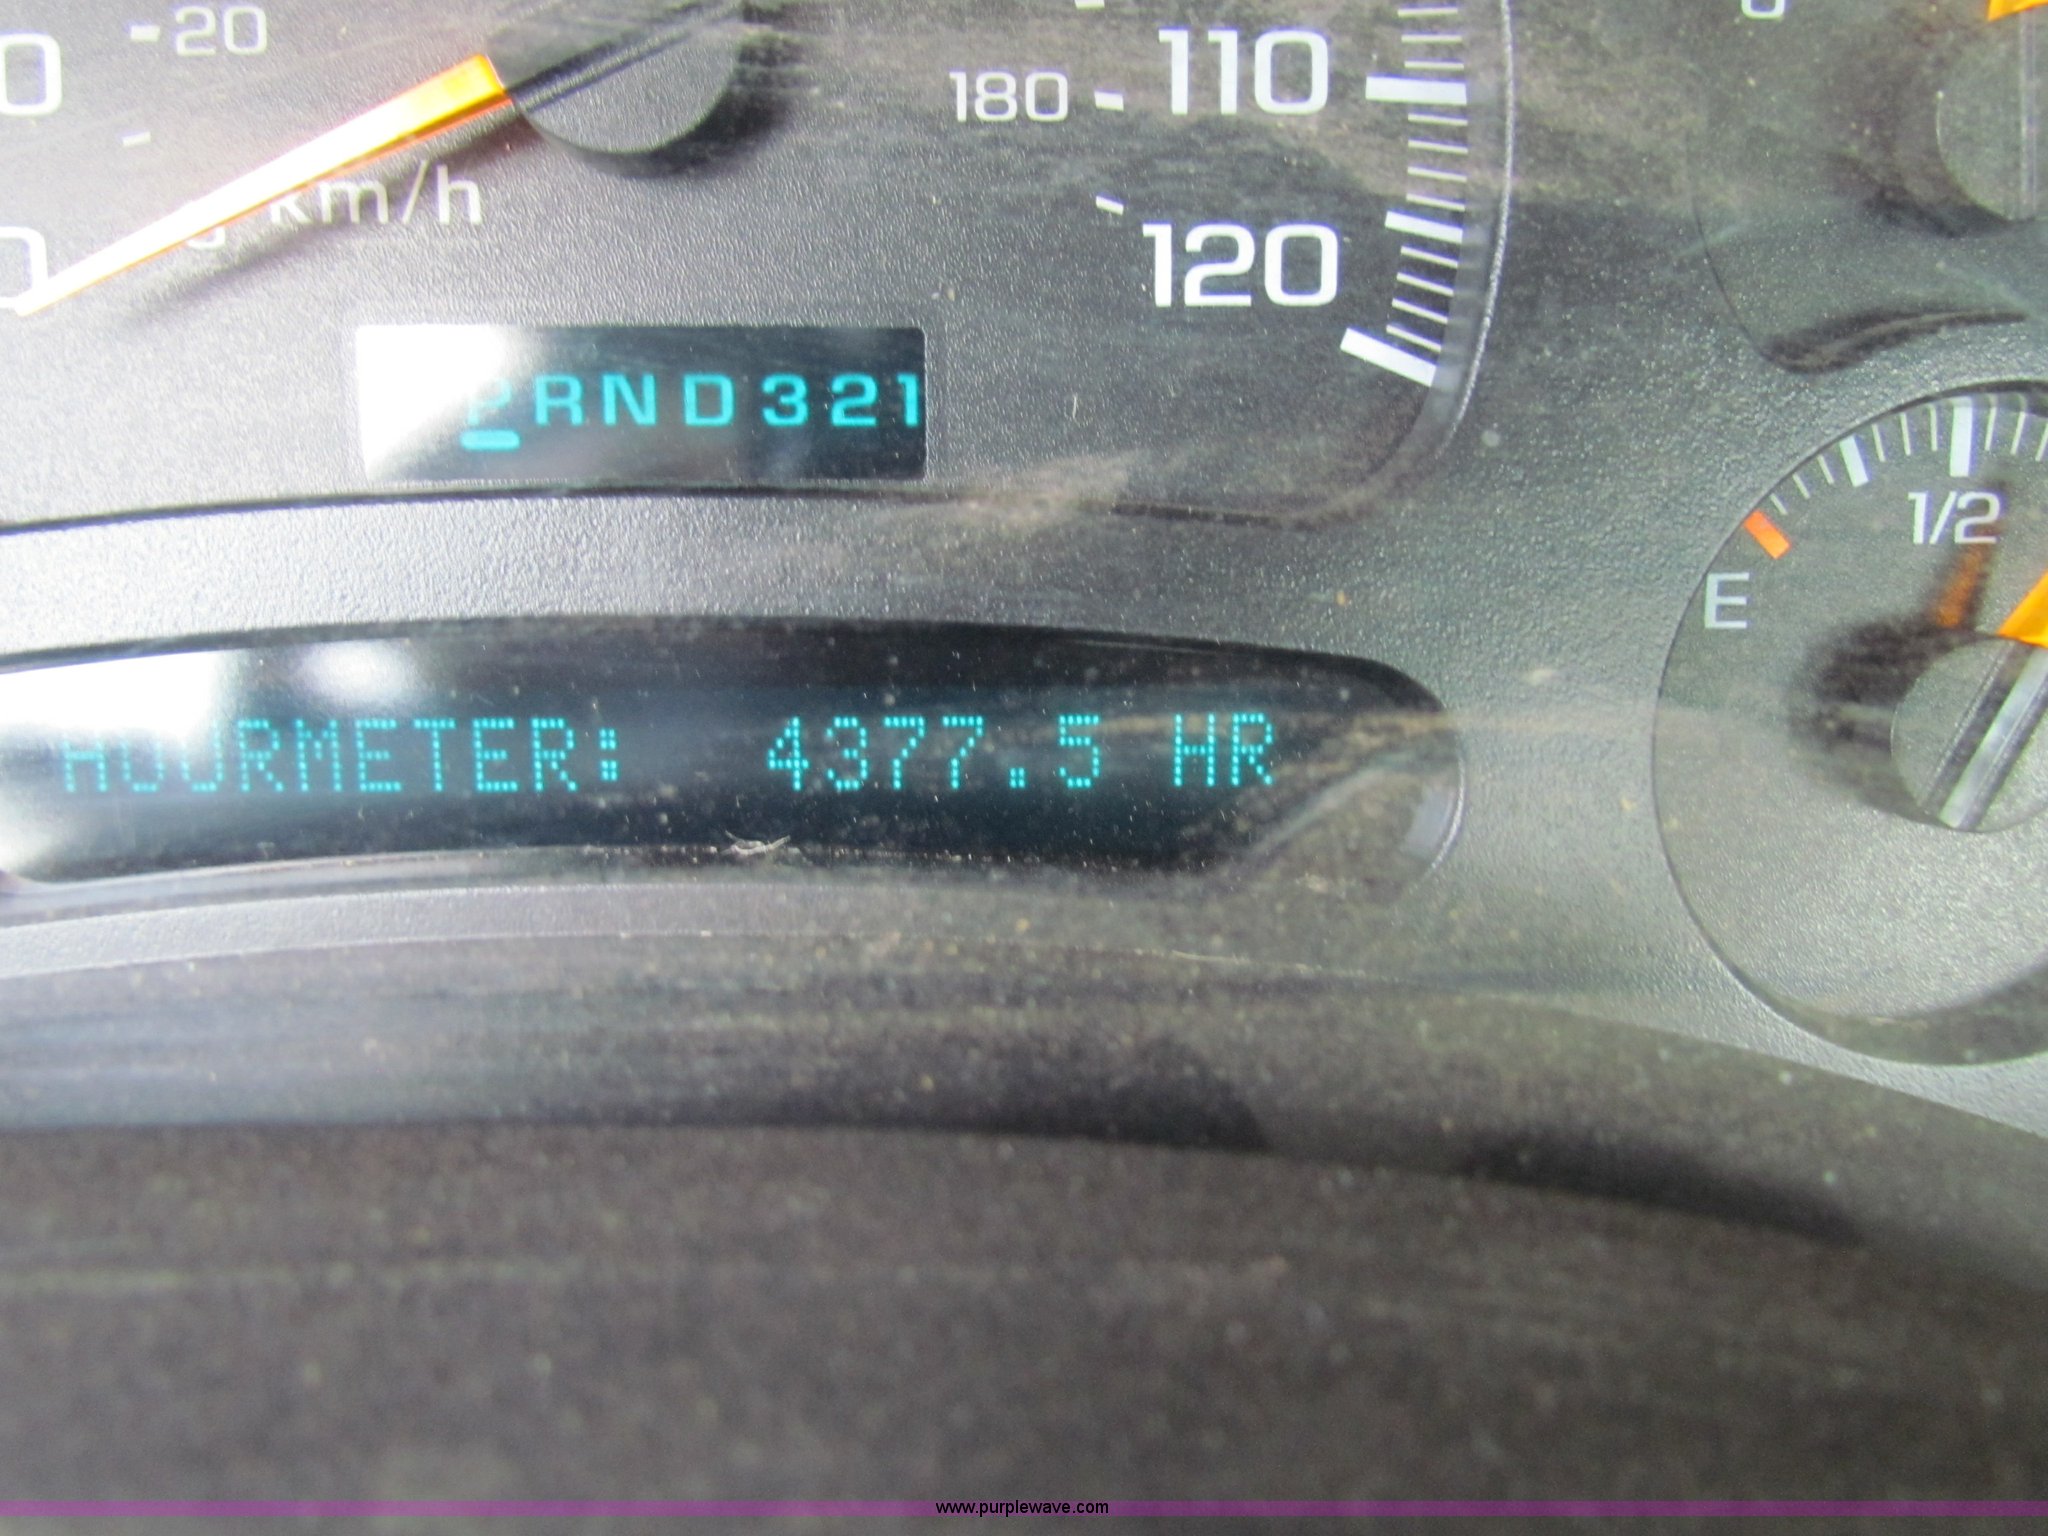 20
110
180
km/h
120
PRND321
1/2
E
HOURMETER: 4377.5 HR
www.purplewave.com